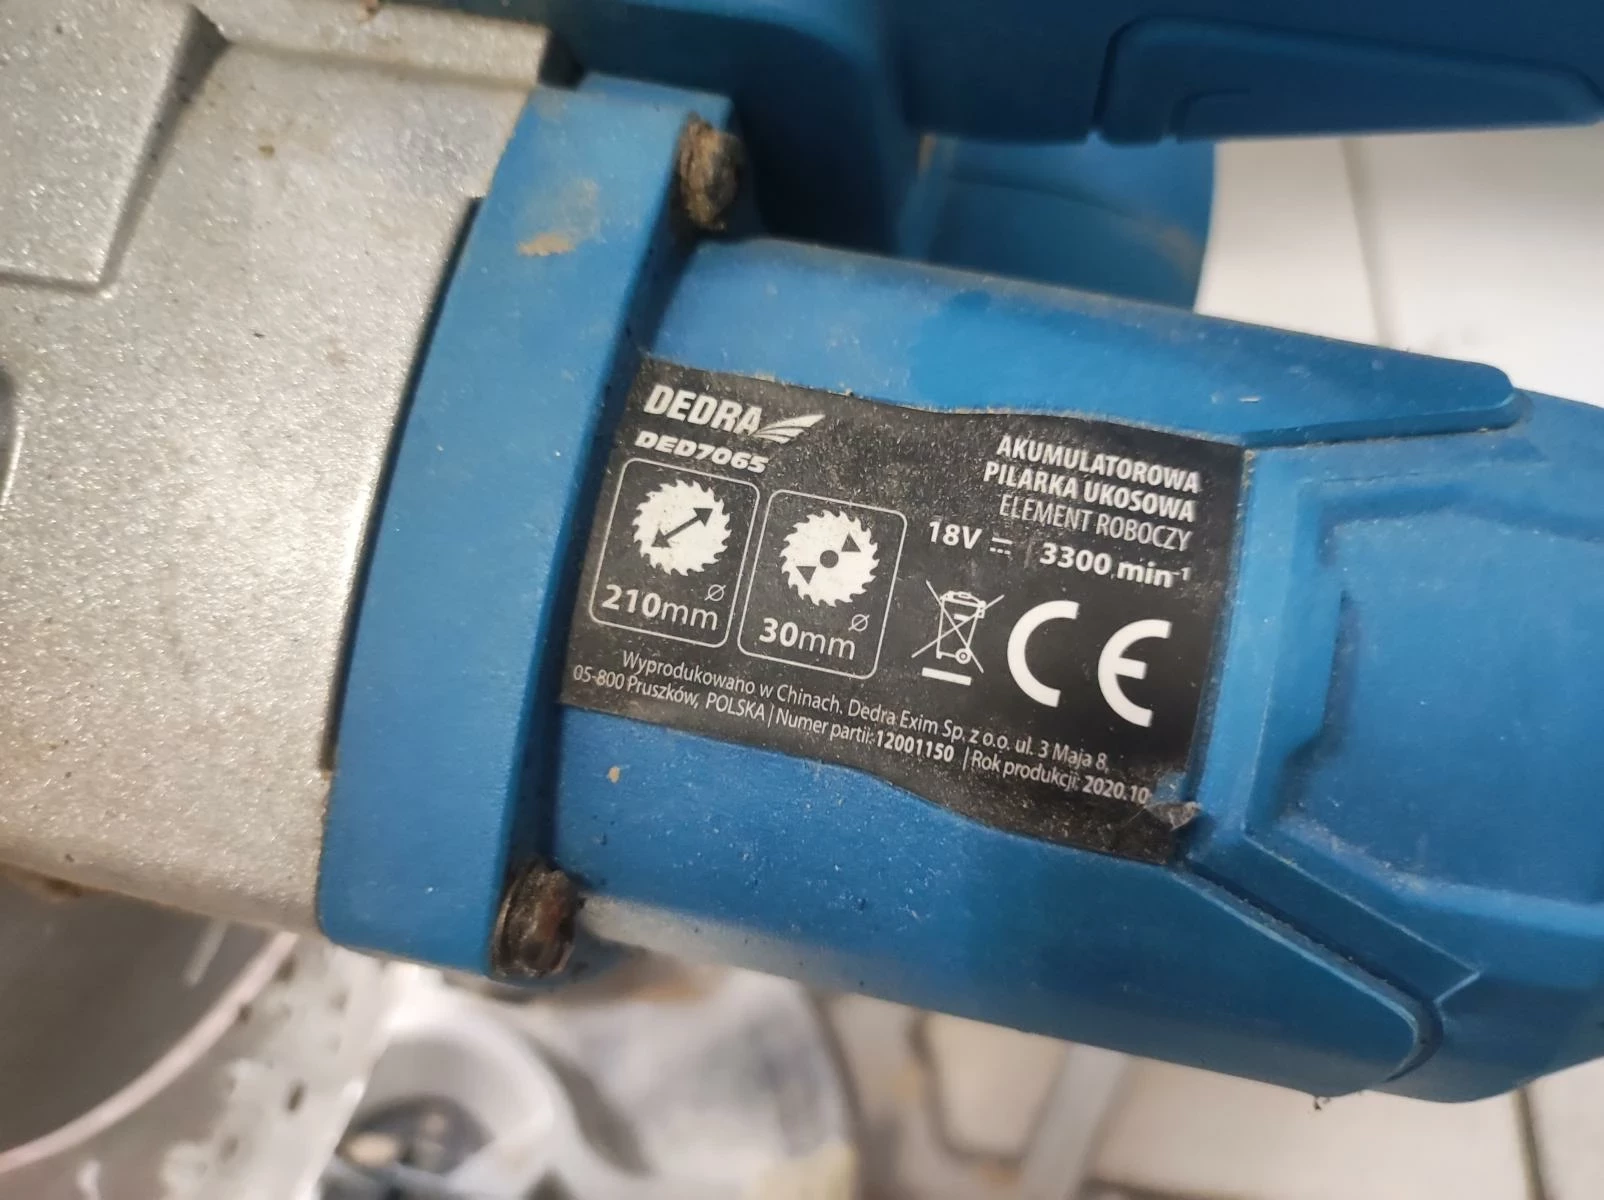 DEDRA
DED7065
AKUMULATOROWA
PILARKA UKOSOWA
ELEMENT ROBOCZY
18V 3300 min⁻¹
Ø
210mm
Ø
30mm
CE
Wyprodukowano w Chinach. Dedra Exim Sp. z o.o. ul. 3 Maja 8,
05-800 Pruszków, POLSKA | Numer partii: 12001150 | Rok produkcji: 2020.10